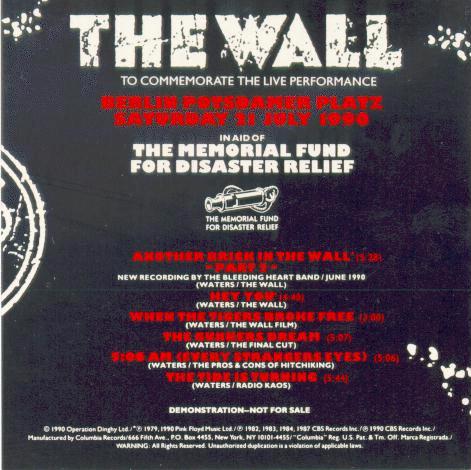 THE WALL
TO COMMEMORATE THE LIVE PERFORMANCE
BERLIN POTSDAMER PLATZ
SATURDAY 21 JULY 1990
IN AID OF
THE MEMORIAL FUND
FOR DISASTER RELIEF
THE MEMORIAL FUND
FOR DISASTER RELIEF
ANOTHER BRICK IN THE WALL (5:28)
"PART 2"
NEW RECORDING BY THE BLEEDING HEART BAND / JUNE 1990
(WATERS / THE WALL)
HEY YOU (4:40)
(WATERS / THE WALL)
WHEN THE TIGERS BROKE FREE (3:00)
(WATERS / THE WALL FILM)
THE GUNNERS DREAM (5:07)
(WATERS / THE FINAL CUT)
5:06 AM (EVERY STRANGERS EYES) (5:06)
(WATERS / THE PROS & CONS OF HITCHIKING)
THE TIDE IS TURNING (5:44)
(WATERS / RADIO KAOS)
DEMONSTRATION—NOT FOR SALE
© 1990 Operation Dinghy Ltd./℗ 1979, 1990 Pink Floyd Music Ltd./℗ 1982, 1983, 1984, 1987 CBS Records Inc./℗ 1990 CBS Records Inc./
Manufactured by Columbia Records/666 Fifth Ave., P.O. Box 4455, New York, NY 10101-4455/"Columbia" Reg. U.S. Pat. & Tm. Off. Marca Registrada./
WARNING: All Rights Reserved. Unauthorized duplication is a violation of applicable laws.